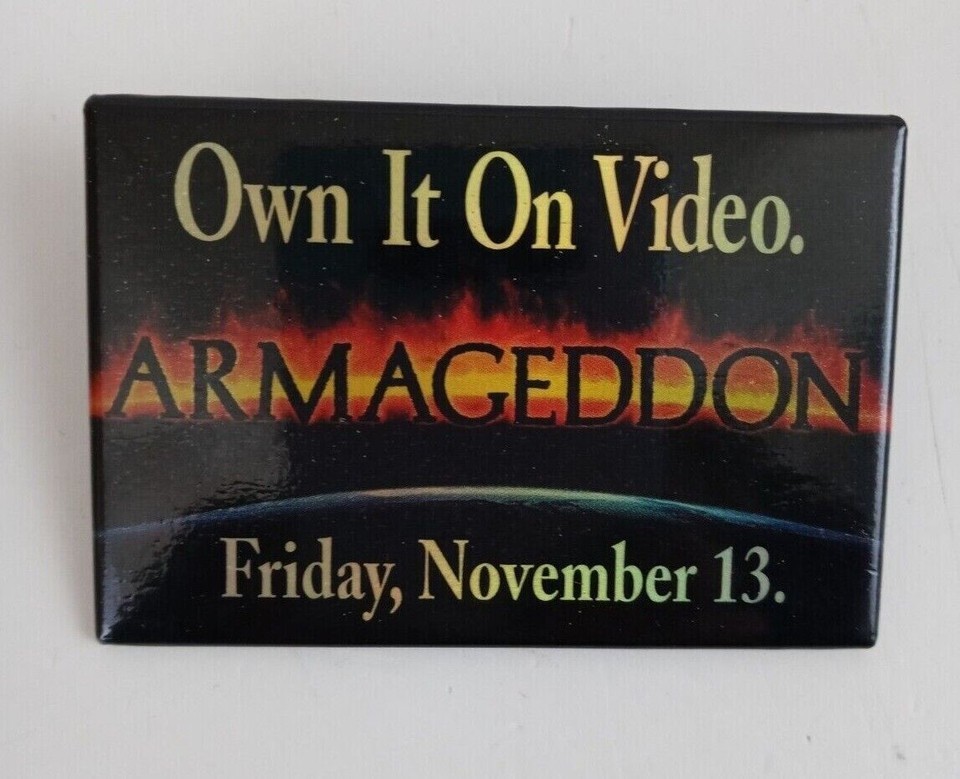 Own It On Video.
ARMAGEDDON
Friday, November 13.